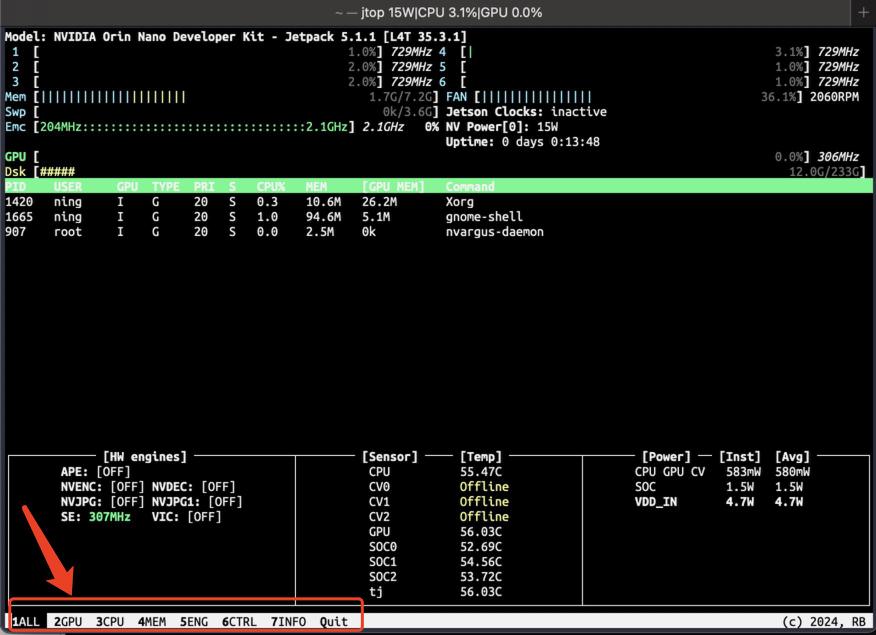 ~ — jtop 15W|CPU 3.1%|GPU 0.0%
Model: NVIDIA Orin Nano Developer Kit - Jetpack 5.1.1 [L4T 35.3.1]
1 [ 1.0%] 729MHz 4 [| 3.1%] 729MHz
2 [ 2.0%] 729MHz 5 [ 1.0%] 729MHz
3 [ 2.0%] 729MHz 6 [ 1.0%] 729MHz
Mem [||||||||||||||||||||| 1.7G/7.2G] FAN [|||||||||||||||| 36.1%] 2060RPM
Swp [ 0k/3.6G] Jetson Clocks: inactive
Emc [204MHz::::::::::::::::::::::::::::::::2.1GHz] 2.1GHz 0% NV Power[0]: 15W
Uptime: 0 days 0:13:48
GPU [ 0.0%] 306MHz
Dsk [##### 12.0G/233G]
PID USER GPU TYPE PRI S CPU% MEM [GPU MEM] Command
1420 ning I G 20 S 0.3 10.6M 26.2M Xorg
1665 ning I G 20 S 1.0 94.6M 5.1M gnome-shell
907 root I G 20 S 0.0 2.5M 0k nvargus-daemon
[HW engines] [Sensor] [Temp] [Power] [Inst] [Avg]
APE: [OFF] CPU 55.47C CPU GPU CV 583mW 580mW
NVENC: [OFF] NVDEC: [OFF] CV0 Offline SOC 1.5W 1.5W
NVJPG: [OFF] NVJPG1: [OFF] CV1 Offline VDD_IN 4.7W 4.7W
SE: 307MHz VIC: [OFF] CV2 Offline
GPU 56.03C
SOC0 52.69C
SOC1 54.56C
SOC2 53.72C
tj 56.03C
1ALL 2GPU 3CPU 4MEM 5ENG 6CTRL 7INFO Quit (c) 2024, RB